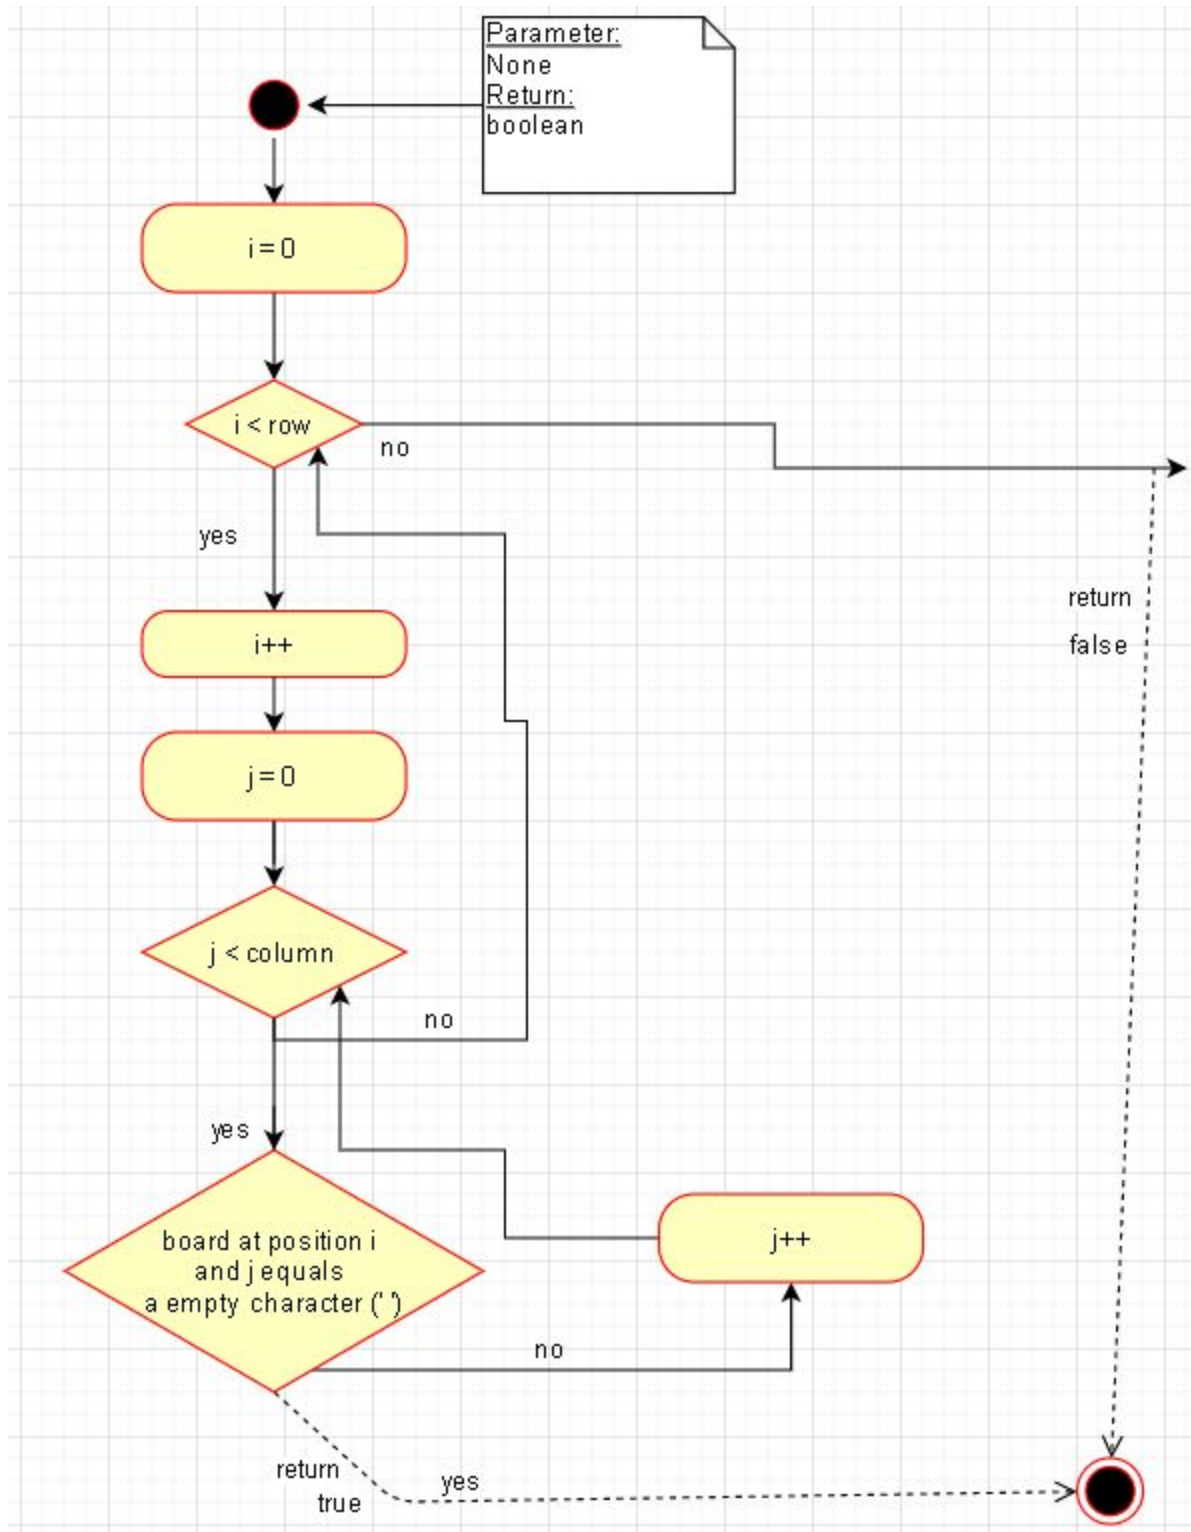 Parameter:
None
Return:
boolean
i = 0
i < row
no
yes
return
false
i++
j = 0
j < column
no
yes
board at position i
and j equals
a empty character (' ')
j++
no
return
true
yes